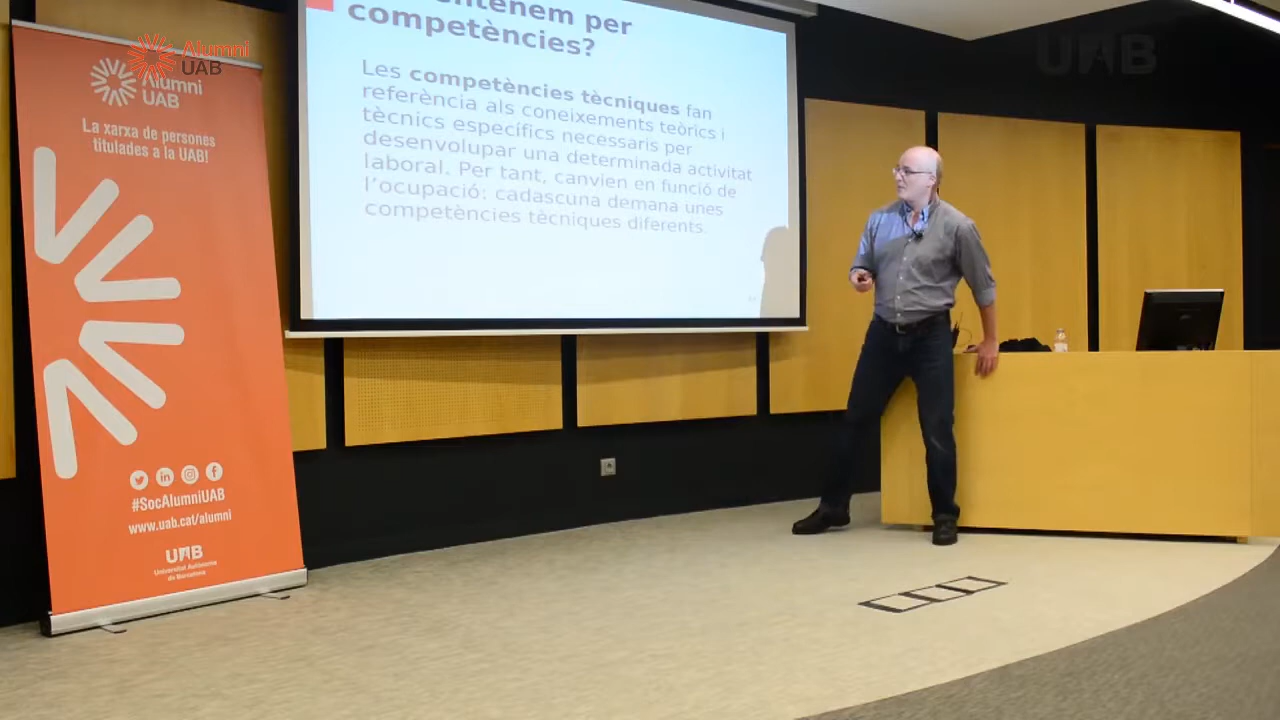 Alumni
UAB
Alumni
UAB
La xarxa de persones
titulades a la UAB!
#SocAlumniUAB
www.uab.cat/alumni
UAB
Universitat Autònoma
de Barcelona
per
competències?
Les competències tècniques fan
referència als coneixements teòrics i
tècnics específics necessaris per
desenvolupar una determinada activitat
laboral. Per tant, canvien en funció de
l'ocupació: cadascuna demana unes
competències tècniques diferents.
UAB